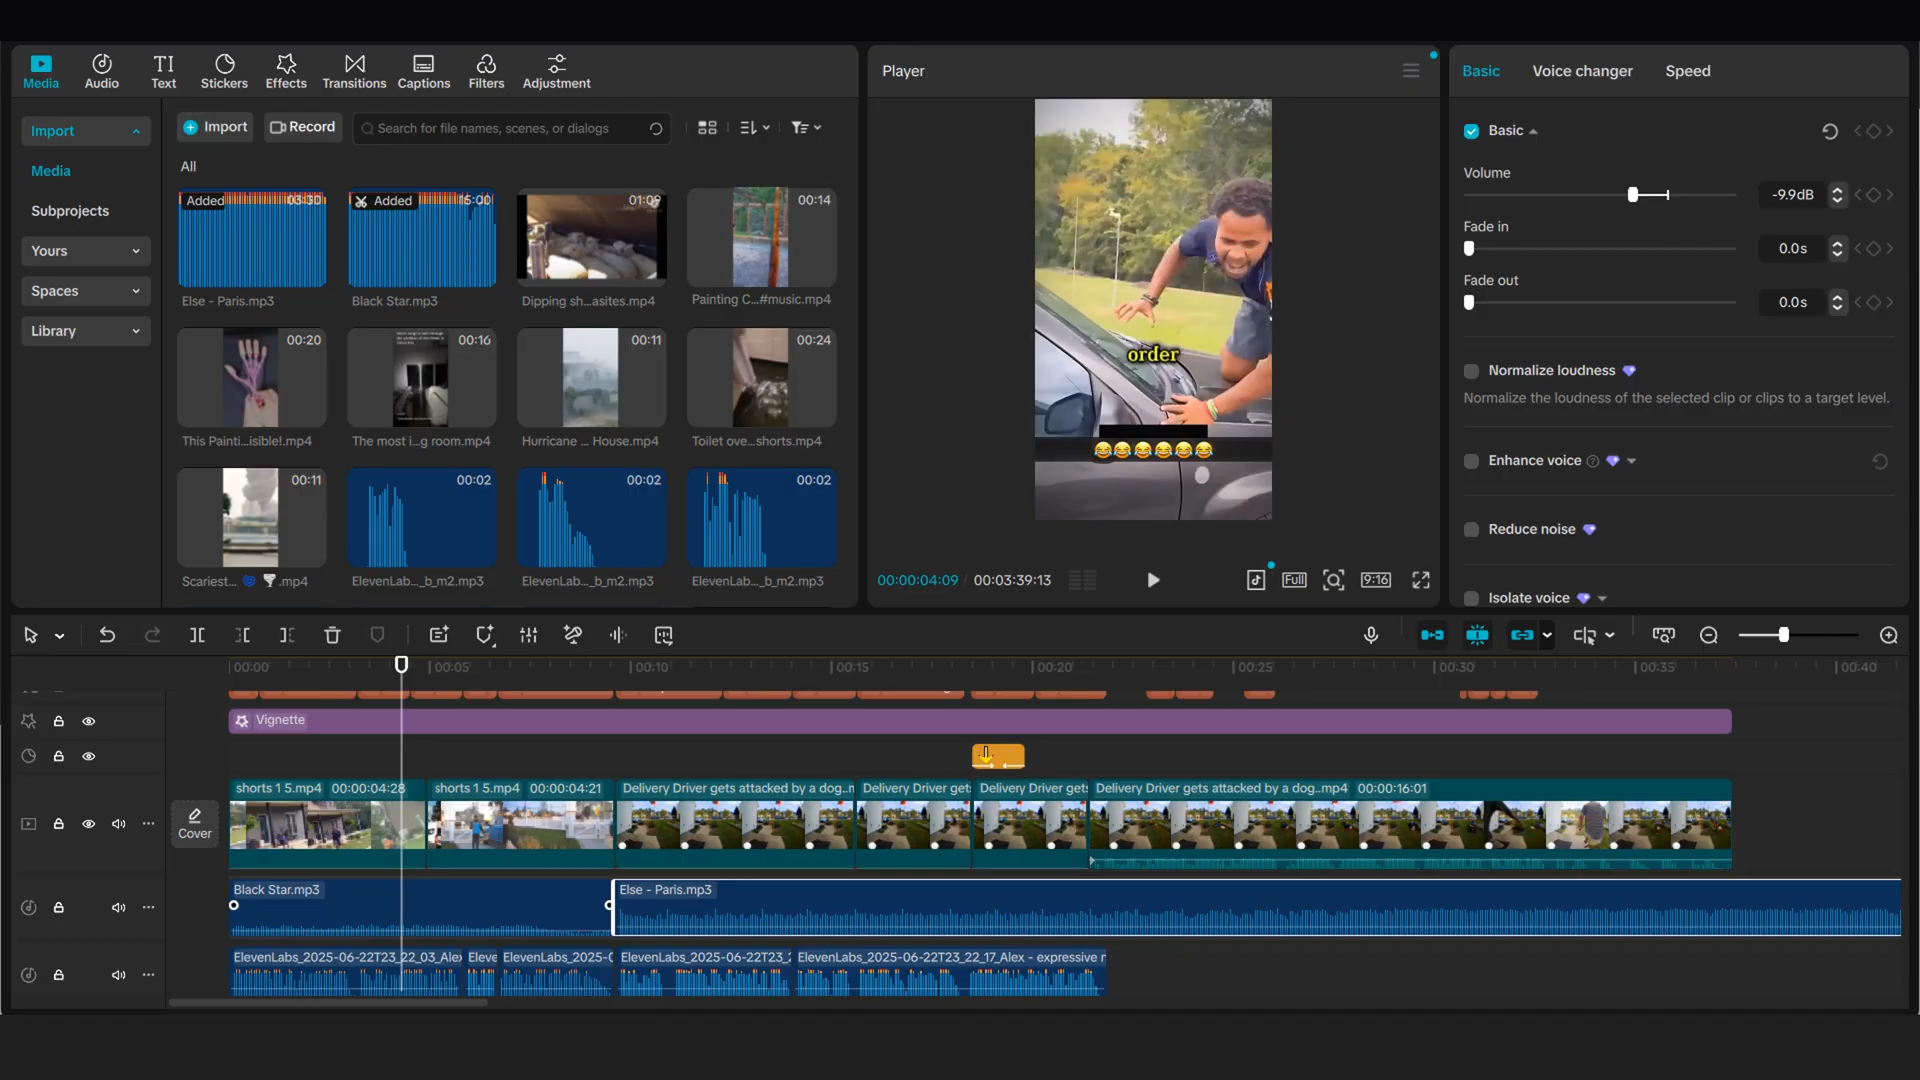 Media
Audio
Text
Stickers
Effects
Transitions
Captions
Filters
Adjustment
Import
Media
Subprojects
Yours
Spaces
Library
Import
Record
Search for file names, scenes, or dialogs
All
Added
Else - Paris.mp3
Added
15:00
Black Star.mp3
01:09
Dipping sh...asites.mp4
00:14
Painting C...#music.mp4
00:20
This Painti...isible!.mp4
00:16
The most i...g room.mp4
00:11
Hurricane ... House.mp4
00:24
Toilet ove...shorts.mp4
00:11
Scariest... 🌀 🌪 .mp4
00:02
ElevenLab..._b_m2.mp3
00:02
ElevenLab..._b_m2.mp3
00:02
ElevenLab..._b_m2.mp3
Player
order
😂😂😂😂😂😂
00:00:04:09 / 00:03:39:13
Full
9:16
Basic
Voice changer
Speed
Basic
Volume
-9.9dB
Fade in
0.0s
Fade out
0.0s
Normalize loudness
Normalize the loudness of the selected clip or clips to a target level.
Enhance voice
Reduce noise
Isolate voice
00:00
00:05
00:10
00:15
00:20
00:25
00:30
00:35
00:40
Vignette
Cover
shorts 1 5.mp4 00:00:04:28
shorts 1 5.mp4 00:00:04:21
Delivery Driver gets attacked by a dog..m
Delivery Driver get
Delivery Driver gets
Delivery Driver gets attacked by a dog..mp4 00:00:16:01
Black Star.mp3
Else - Paris.mp3
ElevenLabs_2025-06-22T23_22_03_Alex
Eleve
ElevenLabs_2025-0
ElevenLabs_2025-06-22T23_2
ElevenLabs_2025-06-22T23_22_17_Alex - expressive n